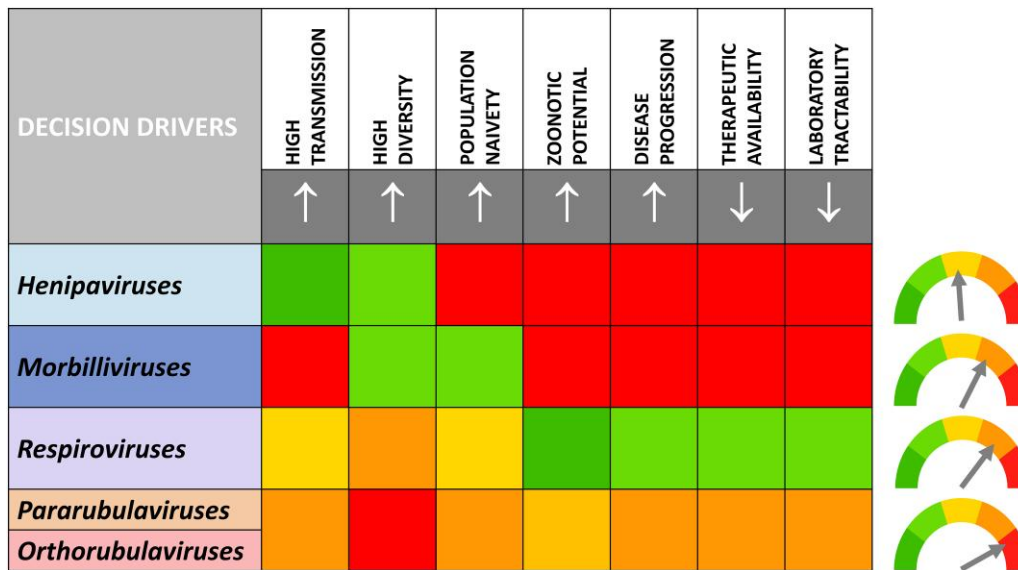 DECISION DRIVERS
HIGH
TRANSMISSION
HIGH
DIVERSITY
POPULATION
NAIVETY
ZOONOTIC
POTENTIAL
DISEASE
PROGRESSION
THERAPEUTIC
AVAILABILITY
LABORATORY
TRACTABILITY
↑ ↑ ↑ ↑ ↑ ↓ ↓
Henipaviruses
Morbilliviruses
Respiroviruses
Pararubulaviruses
Orthorubulaviruses